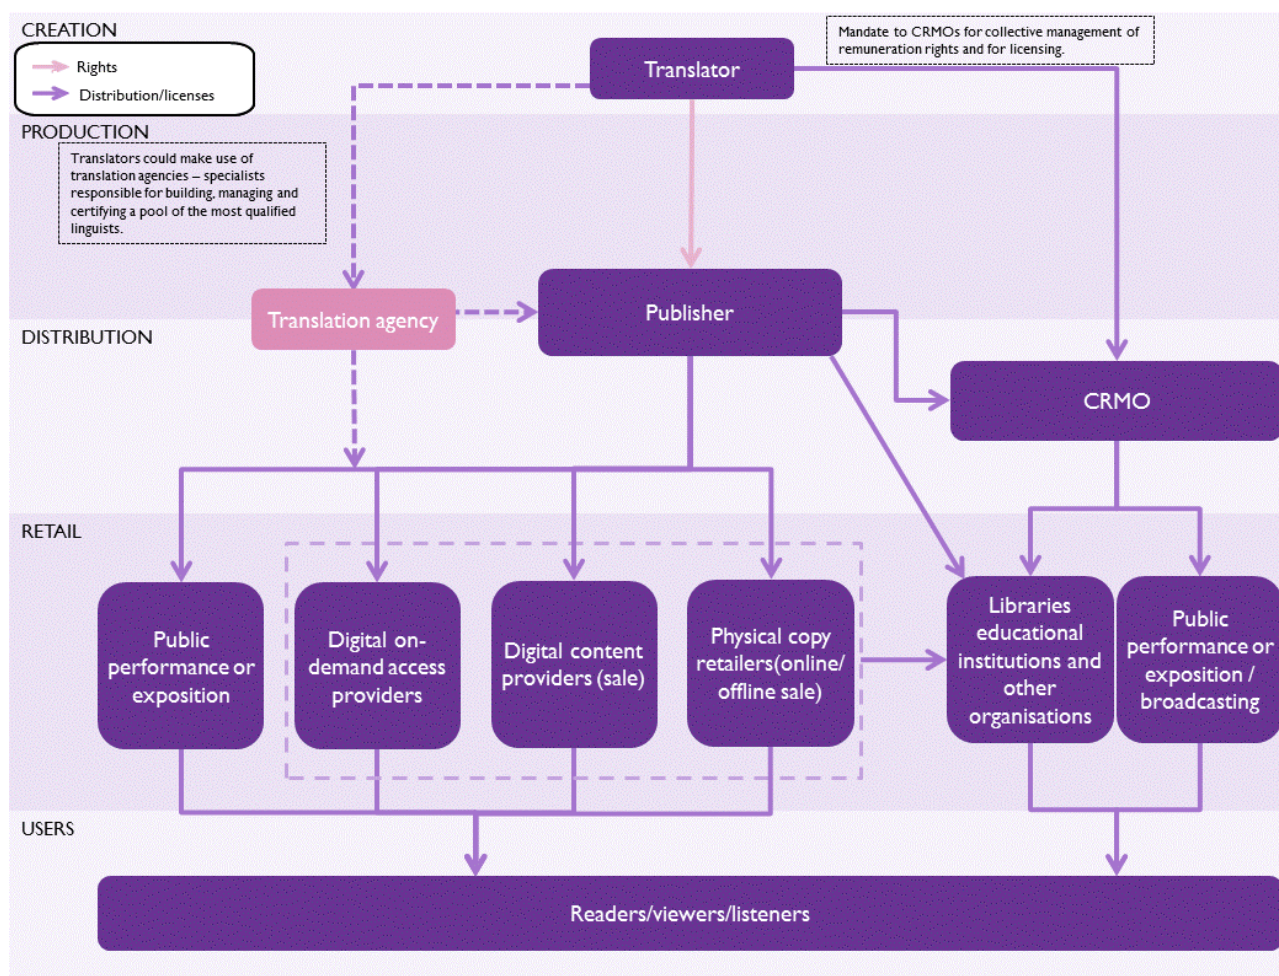 CREATION
Rights
Distribution/licenses
Translator
Mandate to CRMOs for collective management of
remuneration rights and for licensing.
PRODUCTION
Translators could make use of
translation agencies – specialists
responsible for building, managing and
certifying a pool of the most qualified
linguists.
Translation agency
Publisher
DISTRIBUTION
CRMO
RETAIL
Public
performance or
exposition
Digital on-
demand access
providers
Digital content
providers (sale)
Physical copy
retailers(online/
offline sale)
Libraries
educational
institutions and
other
organisations
Public
performance or
exposition /
broadcasting
USERS
Readers/viewers/listeners